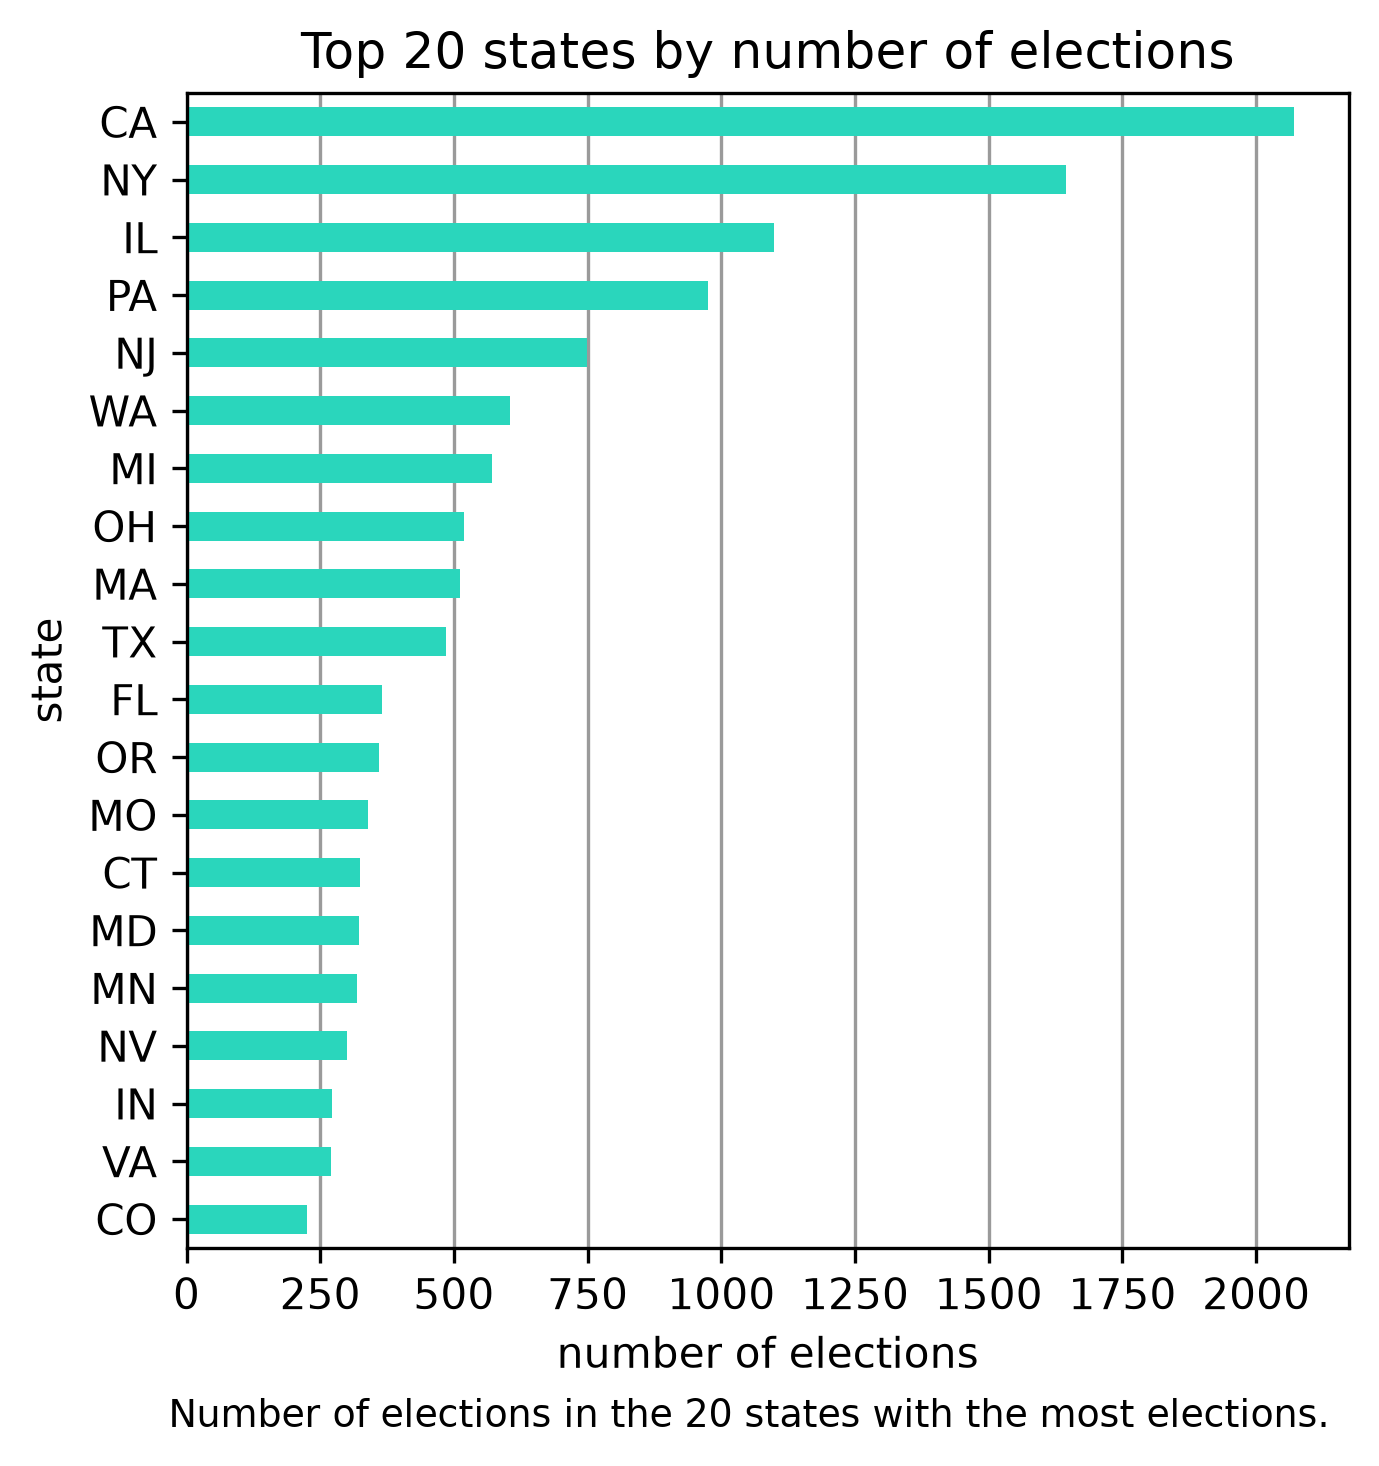 Top 20 states by number of elections
CA
NY
IL
PA
NJ
WA
MI
OH
MA
TX
FL
OR
MO
CT
MD
MN
NV
IN
VA
CO
state
0 250 500 750 1000 1250 1500 1750 2000
number of elections
Number of elections in the 20 states with the most elections.